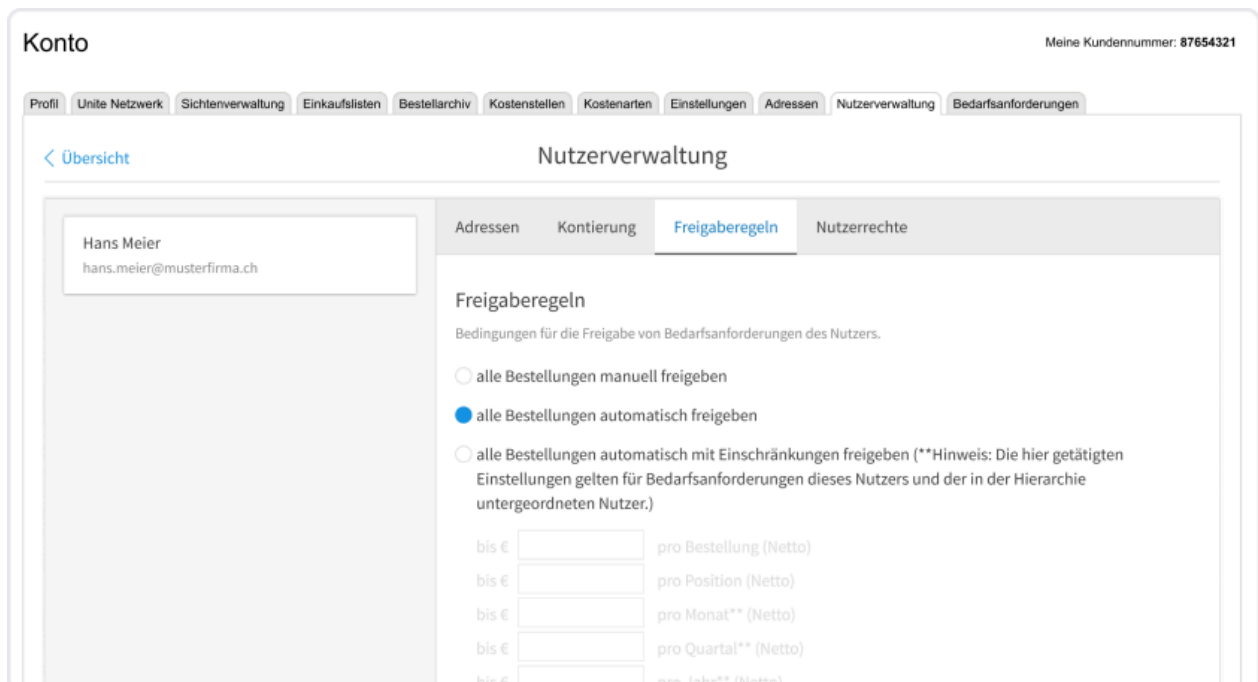 Konto
Meine Kundennummer: 87654321
Profil Unite Netzwerk Sichtenverwaltung Einkaufslisten Bestellarchiv Kostenstellen Kostenarten Einstellungen Adressen Nutzerverwaltung Bedarfsanforderungen
Übersicht
Nutzerverwaltung
Hans Meier
hans.meier@musterfirma.ch
Adressen Kontierung Freigaberegeln Nutzerrechte
Freigaberegeln
Bedingungen für die Freigabe von Bedarfsanforderungen des Nutzers.
alle Bestellungen manuell freigeben
alle Bestellungen automatisch freigeben
alle Bestellungen automatisch mit Einschränkungen freigeben (**Hinweis: Die hier getätigten
Einstellungen gelten für Bedarfsanforderungen dieses Nutzers und der in der Hierarchie
untergeordneten Nutzer.)
bis € pro Bestellung (Netto)
bis € pro Position (Netto)
bis € pro Monat** (Netto)
bis € pro Quartal** (Netto)
bis € pro Jahr** (Netto)